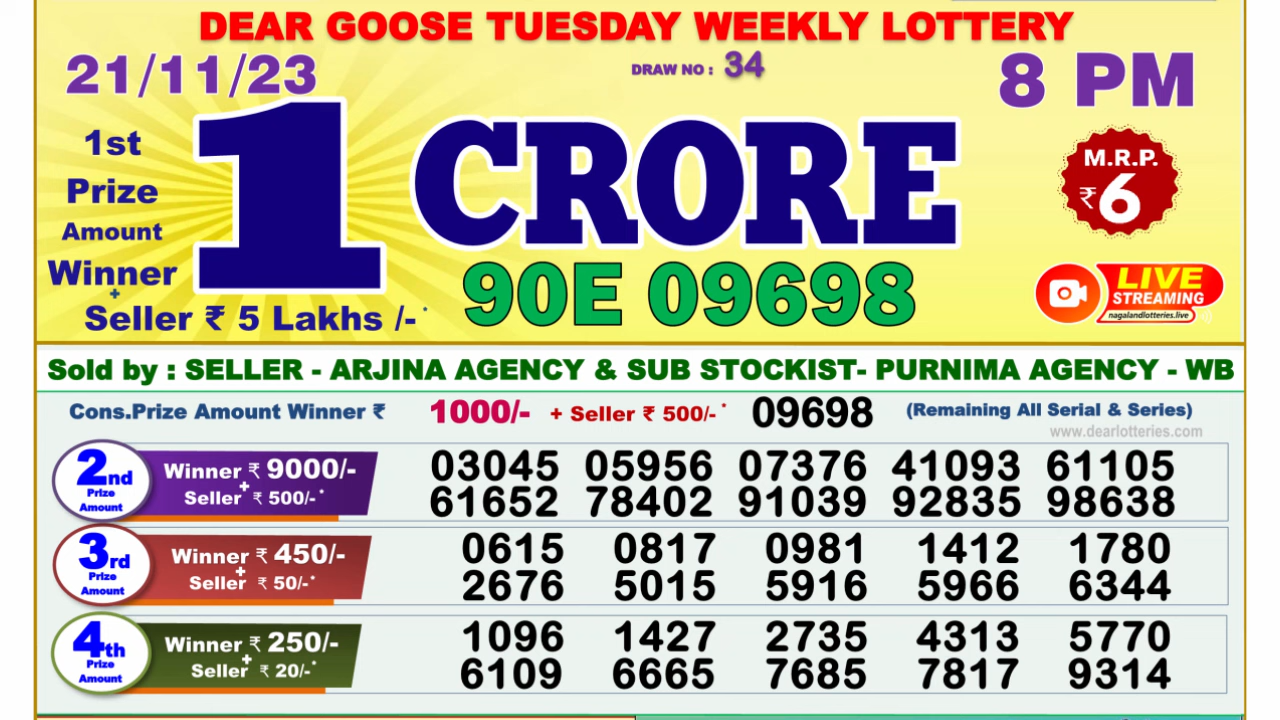 DEAR GOOSE TUESDAY WEEKLY LOTTERY
21/11/23
DRAW NO : 34
8 PM
1st
Prize
Amount
Winner
+
Seller ₹ 5 Lakhs /-*
1 CRORE
90E 09698
M.R.P.
₹6
LIVE
STREAMING
nagalandlotteries.live
Sold by : SELLER - ARJINA AGENCY & SUB STOCKIST- PURNIMA AGENCY - WB
Cons.Prize Amount Winner ₹ 1000/- + Seller ₹ 500/-* 09698 (Remaining All Serial & Series)
www.dearlotteries.com
2nd
Prize
Amount
Winner ₹ 9000/-
+
Seller ₹ 500/-*
03045 05956 07376 41093 61105
61652 78402 91039 92835 98638
3rd
Prize
Amount
Winner ₹ 450/-
+
Seller ₹ 50/-*
0615 0817 0981 1412 1780
2676 5015 5916 5966 6344
4th
Prize
Amount
Winner ₹ 250/-
+
Seller ₹ 20/-*
1096 1427 2735 4313 5770
6109 6665 7685 7817 9314